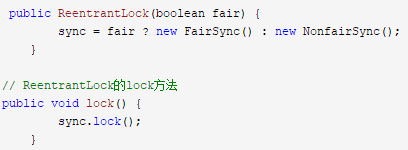 public ReentrantLock(boolean fair) {
        sync = fair ? new FairSync() : new NonfairSync();
    }

// ReentrantLock的lock方法
public void lock() {
        sync.lock();
    }